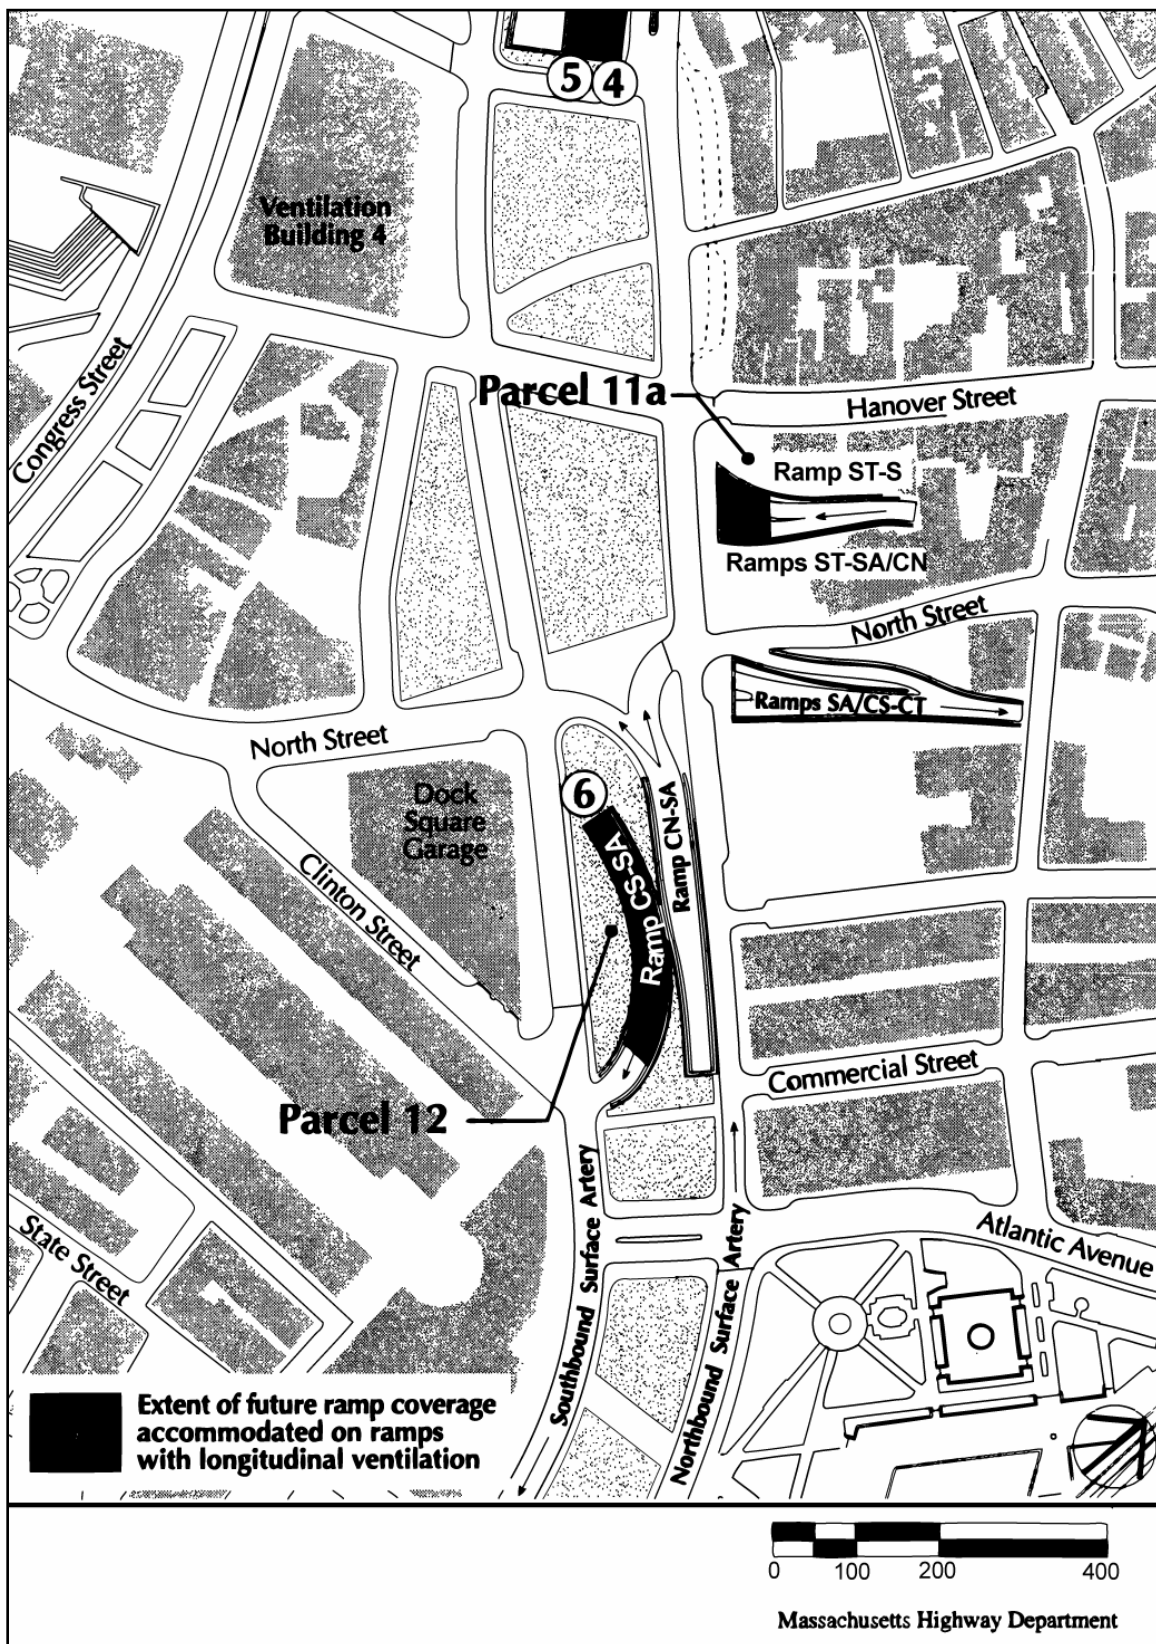 5 4
Ventilation
Building 4
Congress Street
Parcel 11a
Hanover Street
Ramp ST-S
Ramps ST-SA/CN
North Street
Ramps SA/CS-CT
North Street
Dock
Square
Garage
6
Ramp CS-SA
Ramp CN-SA
Clinton Street
Commercial Street
Parcel 12
State Street
Southbound Surface Artery
Northbound Surface Artery
Atlantic Avenue
Extent of future ramp coverage
accommodated on ramps
with longitudinal ventilation
0 100 200 400
Massachusetts Highway Department